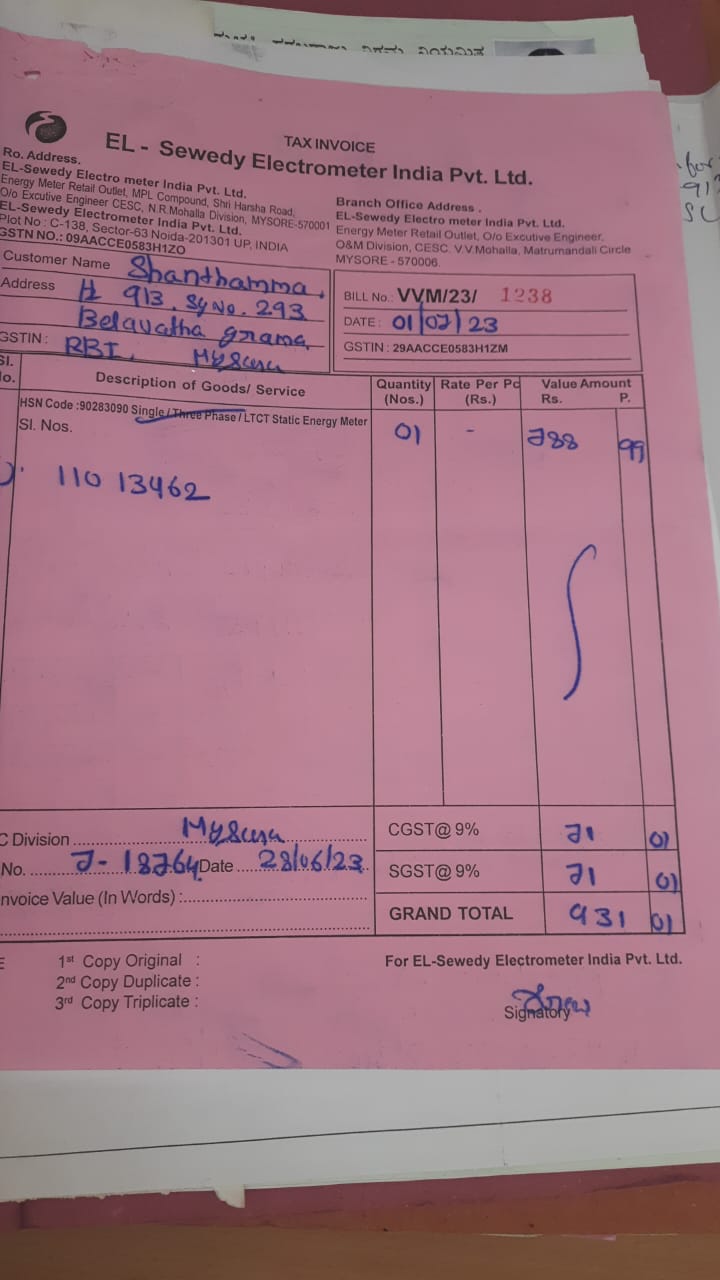 TAX INVOICE
EL - Sewedy Electrometer India Pvt. Ltd.
Ro. Address.
EL-Sewedy Electro meter India Pvt. Ltd.
Energy Meter Retail Outlet, MPL Compound, Shri Harsha Road,
O/o Excutive Engineer CESC, N.R.Mohalla Division, MYSORE-570001
EL-Sewedy Electrometer India Pvt. Ltd.
Plot No : C-138, Sector-63 Noida-201301 UP, INDIA
GSTN NO.: 09AACCE0583H1ZO
Branch Office Address .
EL-Sewedy Electro meter India Pvt. Ltd.
Energy Meter Retail Outlet, O/o Excutive Engineer,
O&M Division, CESC. V.V.Mohalla, Matrumandali Circle
MYSORE - 570006.
Customer Name Shanthamma,
Address H 913, Sy No. 293
Belavatha grama
GSTIN : RBI, Mysuru
BILL No.: VVM/23/ 1238
DATE : 01/07/23
GSTIN : 29AACCE0583H1ZM
Sl. No. Description of Goods/ Service Quantity (Nos.) Rate Per Pc (Rs.) Value Amount Rs. P.
HSN Code :90283090 Single / Three Phase / LTCT Static Energy Meter
Sl. Nos. 01 - 788 99
110 13462
C Division Mysuru CGST@ 9% 71 01
No. J-18764 Date 28/06/23 SGST@ 9% 71 01
nvoice Value (In Words) : GRAND TOTAL 931 01
E 1st Copy Original :
2nd Copy Duplicate :
3rd Copy Triplicate :
For EL-Sewedy Electrometer India Pvt. Ltd.
Signatory